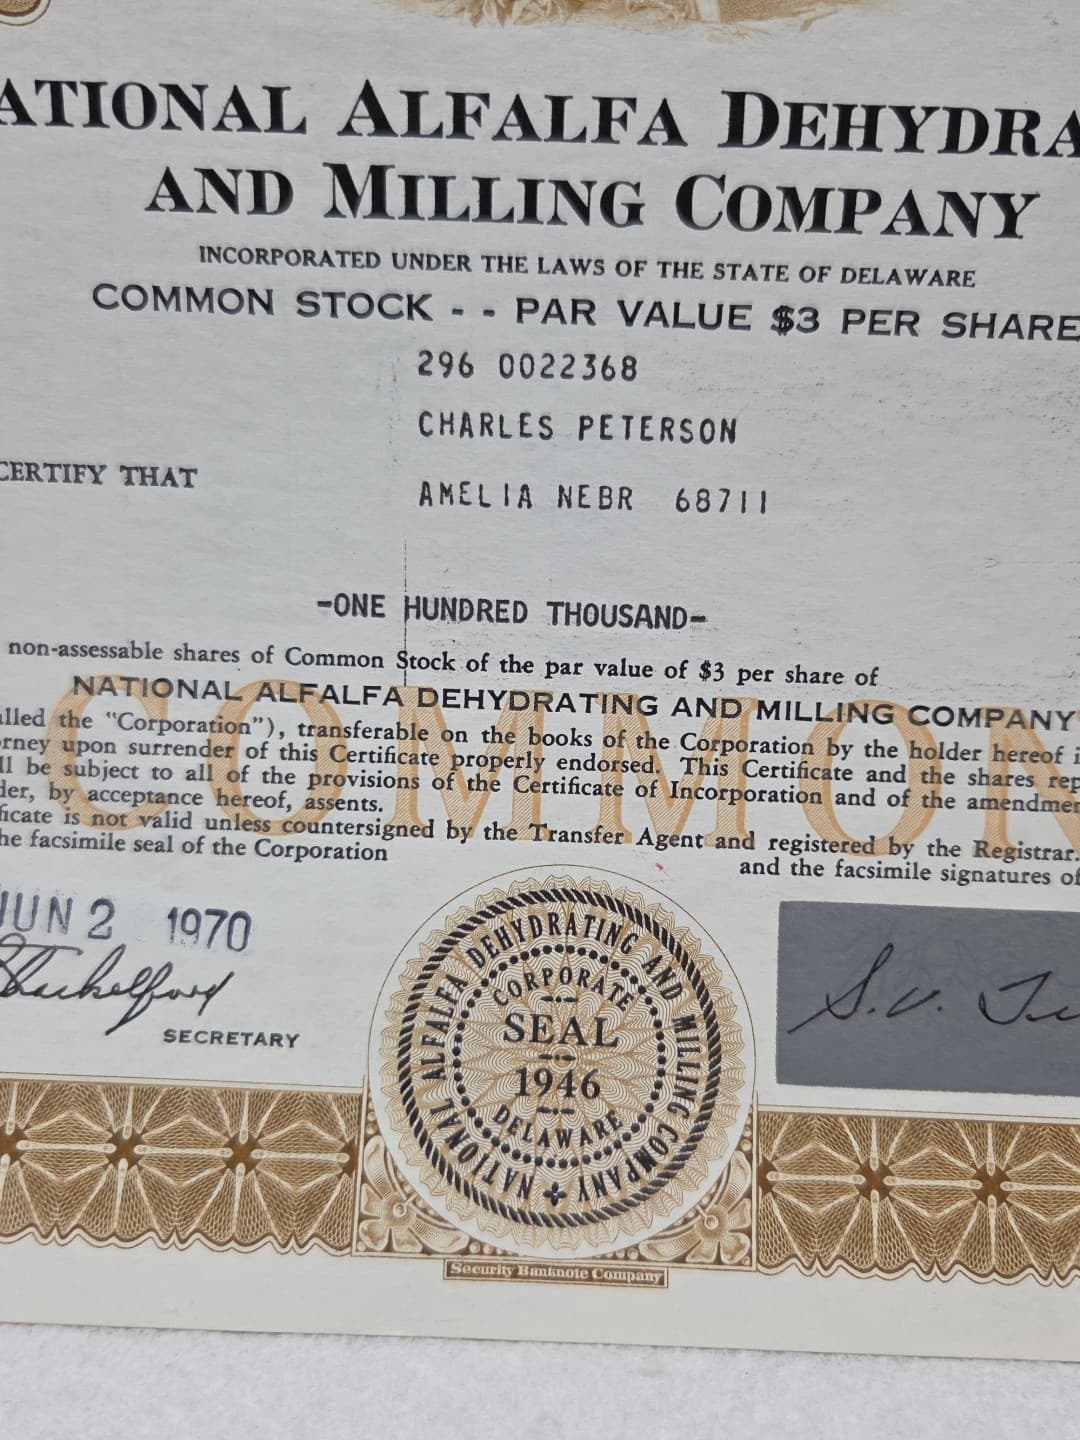 ATIONAL ALFALFA DEHYDRA
AND MILLING COMPANY
INCORPORATED UNDER THE LAWS OF THE STATE OF DELAWARE
COMMON STOCK - - PAR VALUE $3 PER SHARE
296 0022368
CHARLES PETERSON
CERTIFY THAT
AMELIA NEBR 68711
-ONE HUNDRED THOUSAND-
non-assessable shares of Common Stock of the par value of $3 per share of
NATIONAL ALFALFA DEHYDRATING AND MILLING COMPANY
lled the "Corporation"), transferable on the books of the Corporation by the holder hereof i
rney upon surrender of this Certificate properly endorsed. This Certificate and the shares rep
ll be subject to all of the provisions of the Certificate of Incorporation and of the amendmen
der, by acceptance hereof, assents.
ficate is not valid unless countersigned by the Transfer Agent and registered by the Registrar.
he facsimile seal of the Corporation and the facsimile signatures of
COMMON
JUN 2 1970
Shackelford
SECRETARY
S. V.
NATIONAL ALFALFA DEHYDRATING AND MILLING COMPANY
CORPORATE
SEAL
1946
DELAWARE
Security Banknote Company